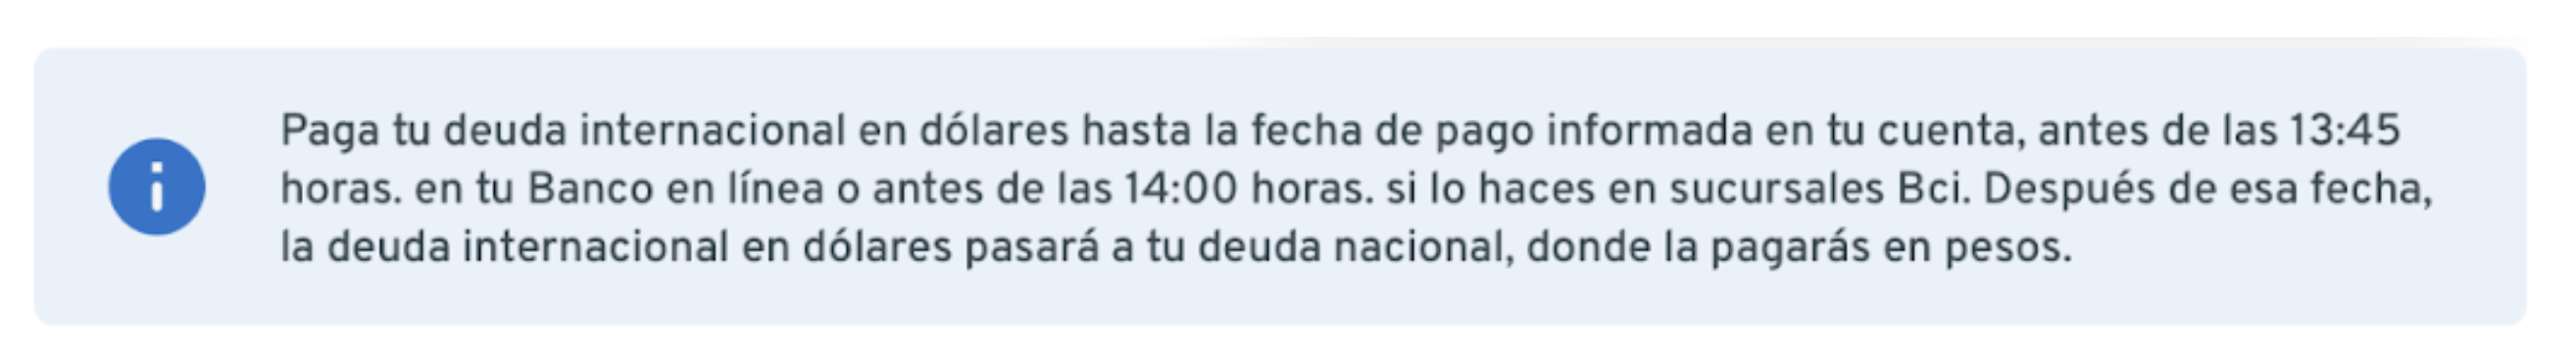 Paga tu deuda internacional en dólares hasta la fecha de pago informada en tu cuenta, antes de las 13:45
horas. en tu Banco en línea o antes de las 14:00 horas. si lo haces en sucursales Bci. Después de esa fecha,
la deuda internacional en dólares pasará a tu deuda nacional, donde la pagarás en pesos.